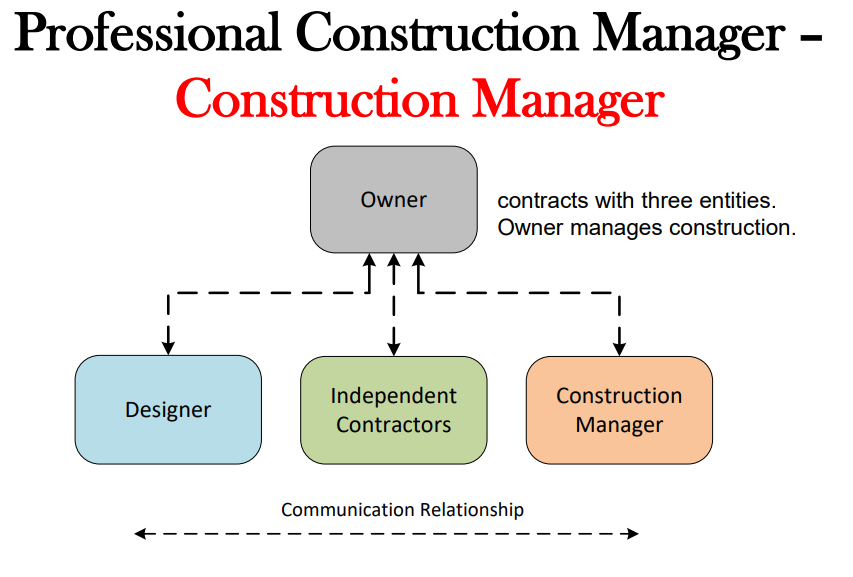 Professional Construction Manager –
Construction Manager
Owner
contracts with three entities.
Owner manages construction.
Designer
Independent
Contractors
Construction
Manager
Communication Relationship